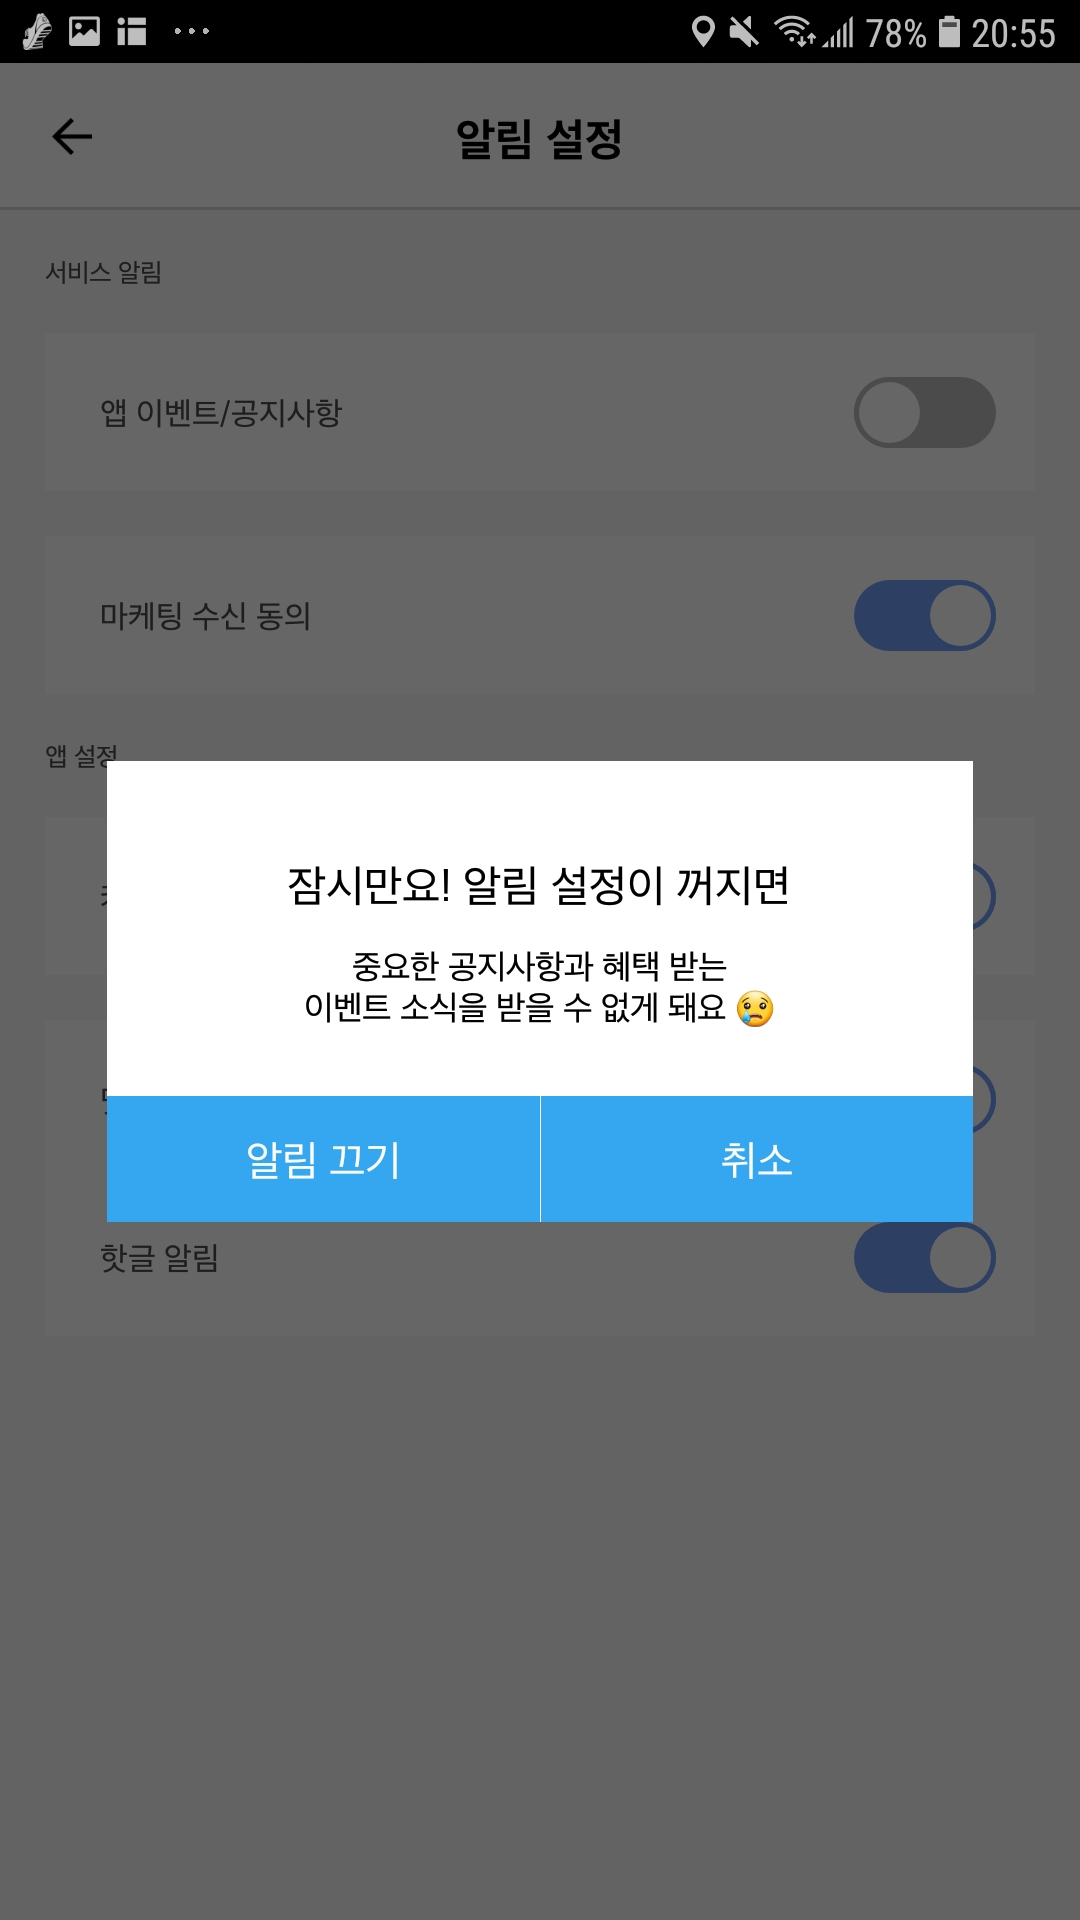 78% 20:55
알림 설정
서비스 알림
앱 이벤트/공지사항
마케팅 수신 동의
앱 설정
잠시만요! 알림 설정이 꺼지면
중요한 공지사항과 혜택 받는
이벤트 소식을 받을 수 없게 돼요 😢
알림 끄기
취소
핫글 알림